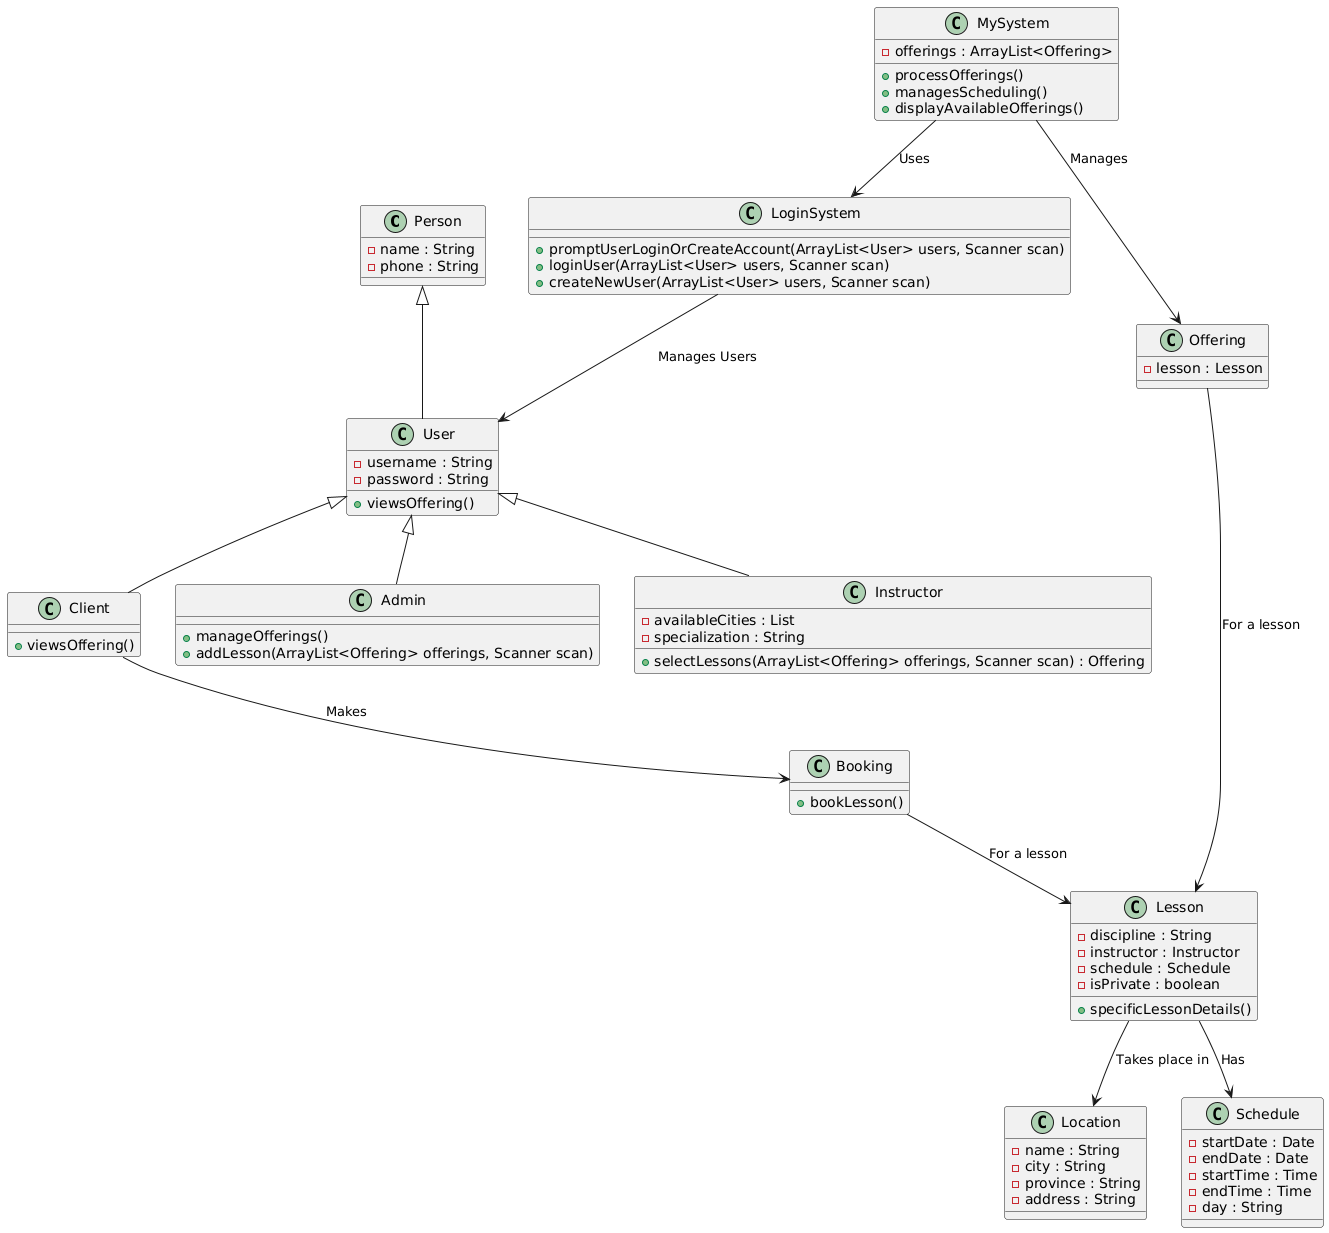 MySystem
offerings : ArrayList<Offering>
processOfferings()
managesScheduling()
displayAvailableOfferings()
Uses
Manages
C Person
name : String
phone : String
C LoginSystem
promptUserLoginOrCreateAccount(ArrayList<User> users, Scanner scan)
loginUser(ArrayList<User> users, Scanner scan)
createNewUser(ArrayList<User> users, Scanner scan)
Manages Users
C Offering
lesson : Lesson
C User
username : String
password : String
viewsOffering()
For a lesson
C Client
viewsOffering()
C Admin
manageOfferings()
addLesson(ArrayList<Offering> offerings, Scanner scan)
C Instructor
availableCities : List
specialization : String
selectLessons(ArrayList<Offering> offerings, Scanner scan) : Offering
Makes
C Booking
bookLesson()
For a lesson
C Lesson
discipline : String
instructor : Instructor
schedule : Schedule
isPrivate : boolean
specificLessonDetails()
Takes place in
Has
C Location
name : String
city : String
province : String
address : String
C Schedule
startDate : Date
endDate : Date
startTime : Time
endTime : Time
day : String